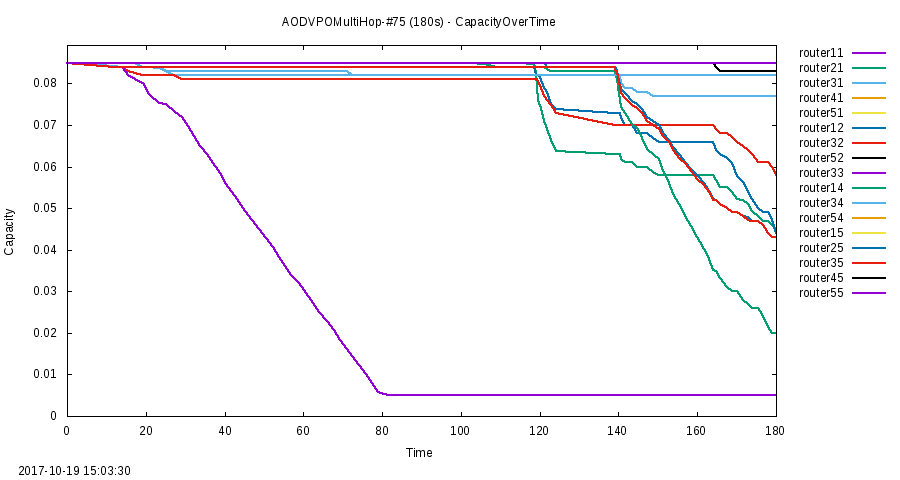 AODVPOMultiHop-#75 (180s) - CapacityOverTime
router11
router21
router31
router41
router51
router12
router32
router52
router33
router14
router34
router54
router15
router25
router35
router45
router55
Capacity
0.08
0.07
0.06
0.05
0.04
0.03
0.02
0.01
0
0 20 40 60 80 100 120 140 160 180
Time
2017-10-19 15:03:30